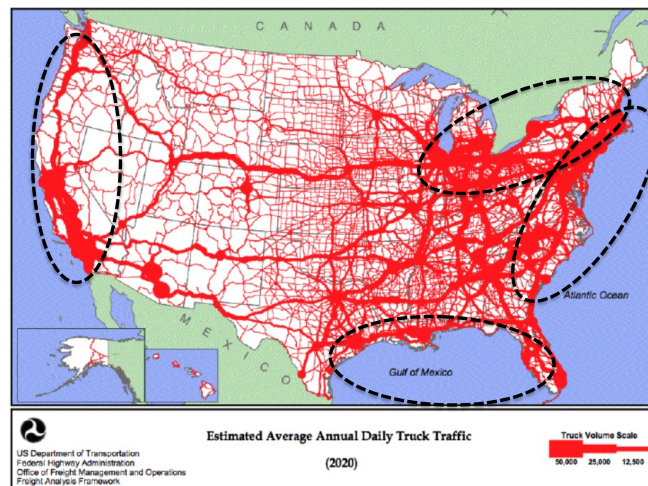 CANADA
Atlantic Ocean
MEXICO
Gulf of Mexico
US Department of Transportation
Federal Highway Administration
Office of Freight Management and Operations
Freight Analysis Framework
Estimated Average Annual Daily Truck Traffic
(2020)
Truck Volume Scale
50,000 25,000 12,500